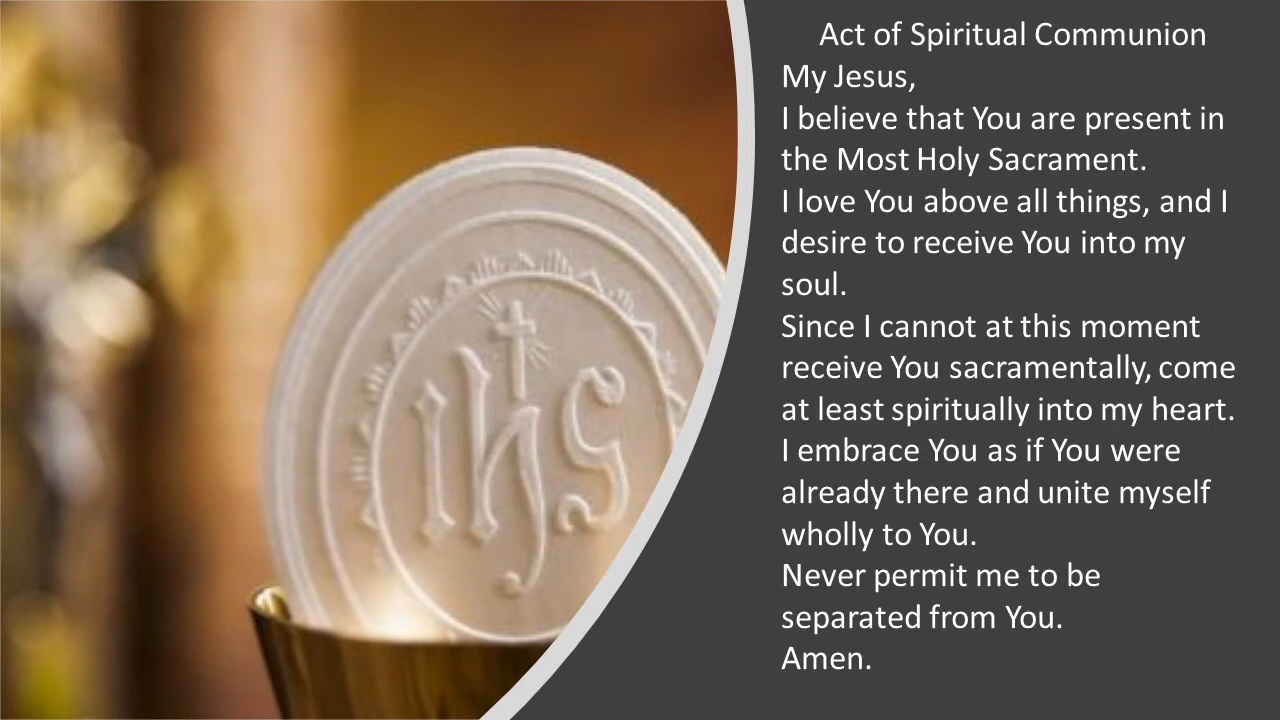 Act of Spiritual Communion
My Jesus,
I believe that You are present in
the Most Holy Sacrament.
I love You above all things, and I
desire to receive You into my
soul.
Since I cannot at this moment
receive You sacramentally, come
at least spiritually into my heart.
I embrace You as if You were
already there and unite myself
wholly to You.
Never permit me to be
separated from You.
Amen.
ihs